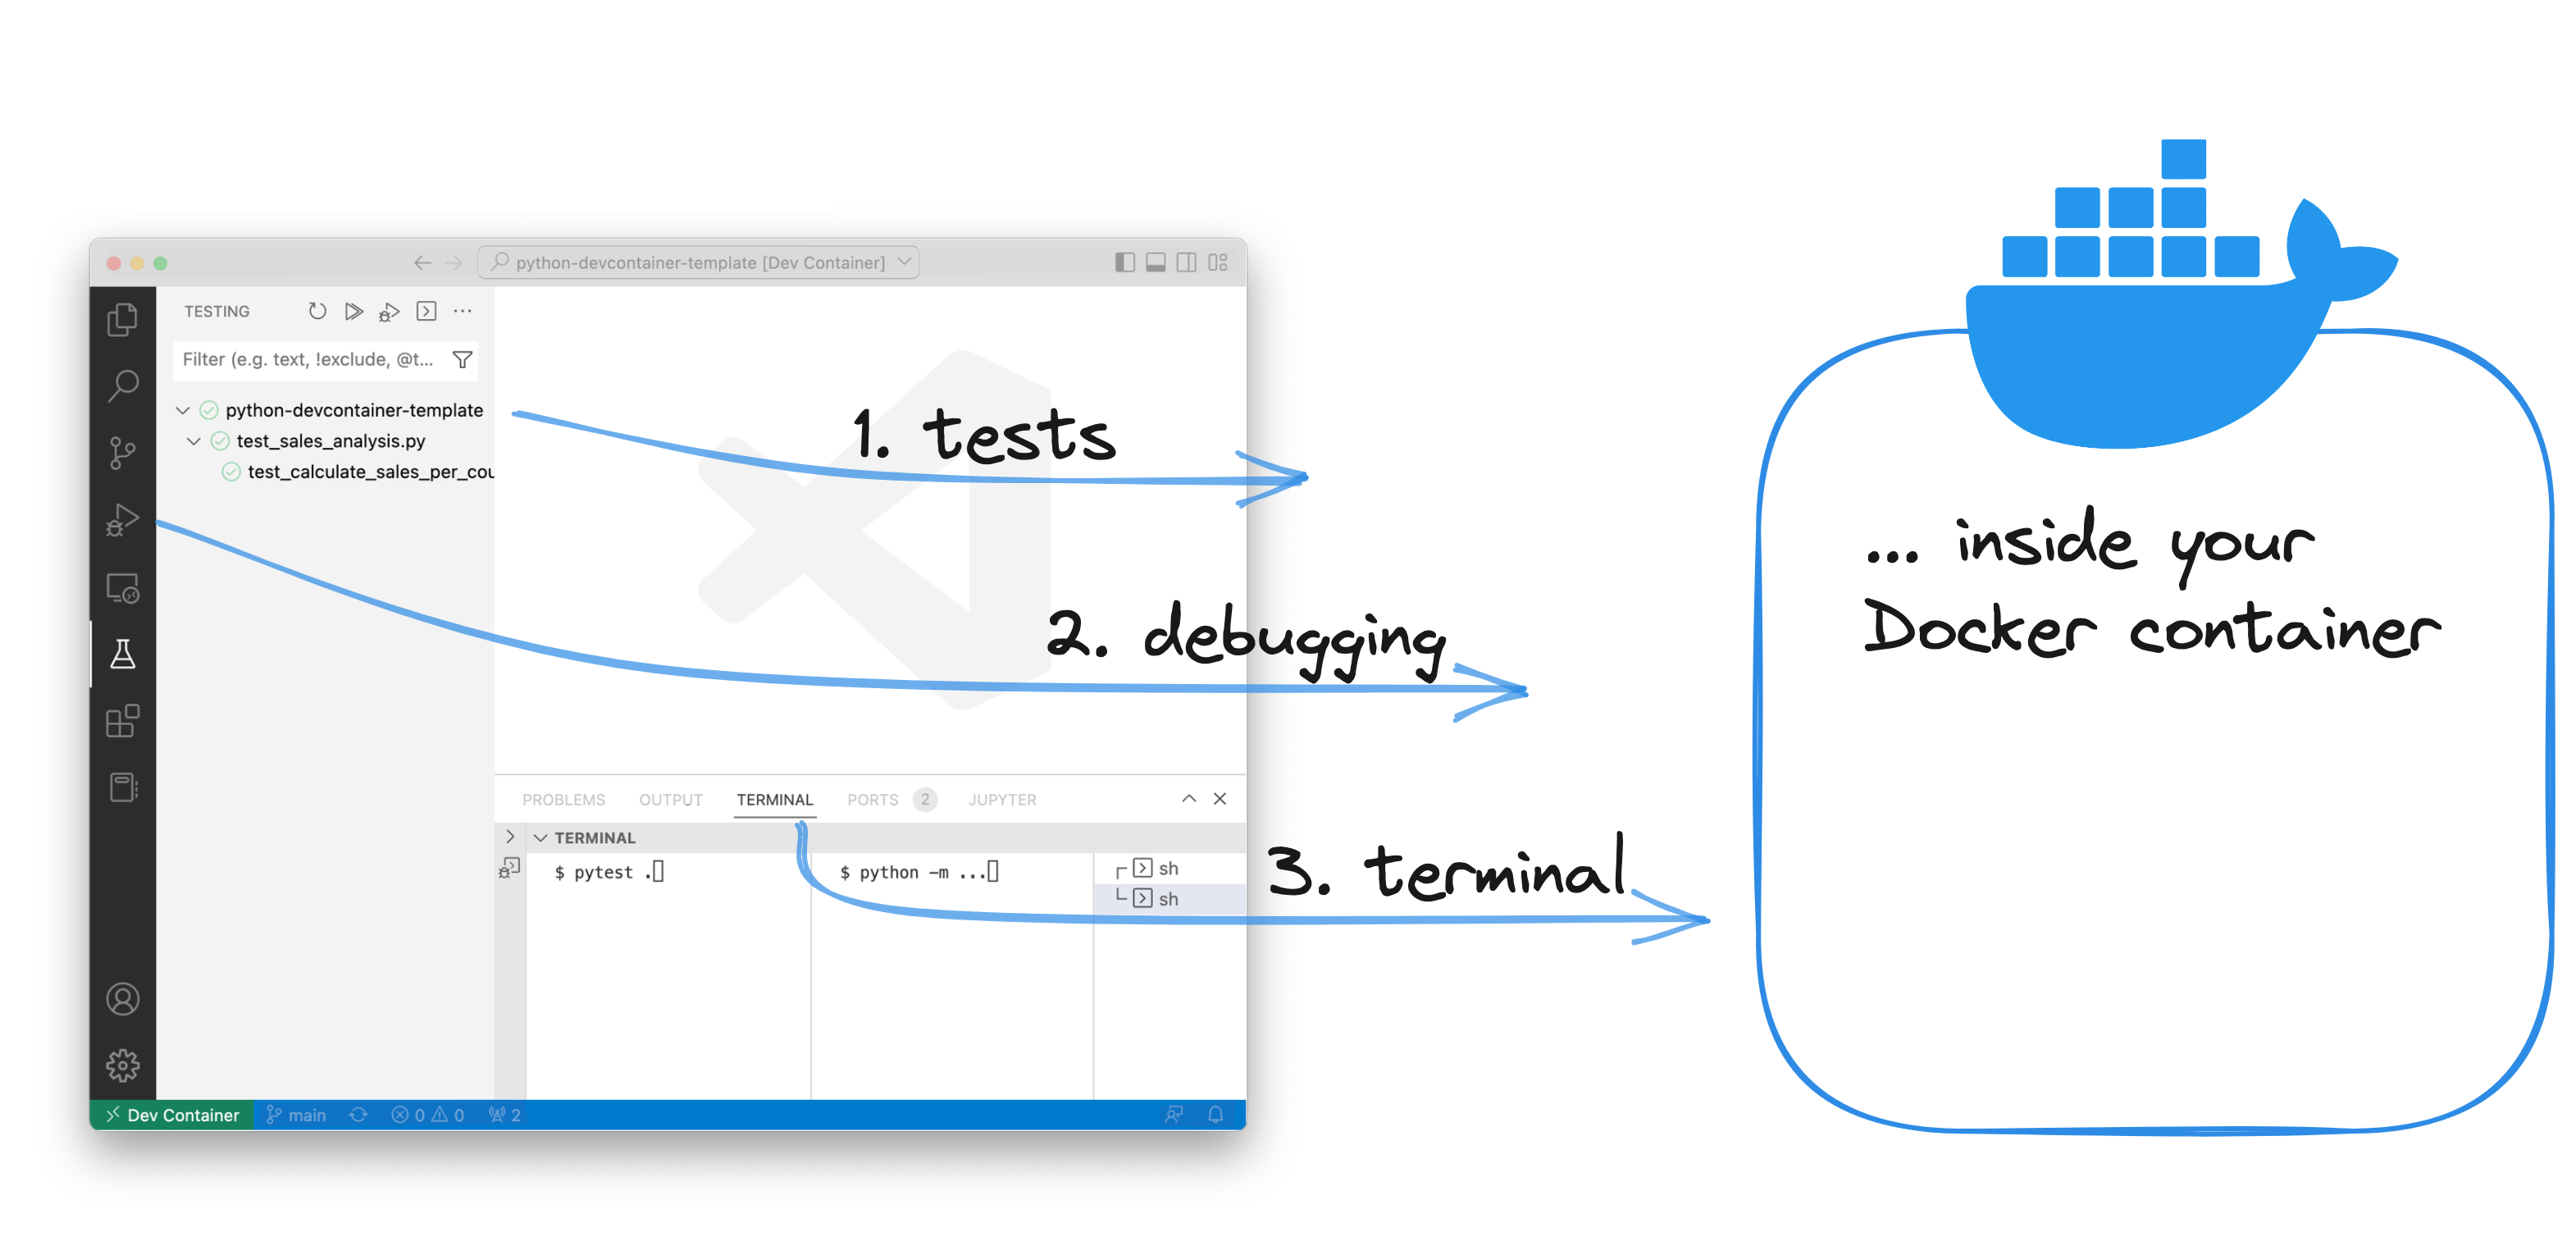 python-devcontainer-template [Dev Container]
TESTING
Filter (e.g. text, !exclude, @t...
python-devcontainer-template
test_sales_analysis.py
test_calculate_sales_per_cou
1. tests
2. debugging
... inside your
Docker container
PROBLEMS OUTPUT TERMINAL PORTS 2 JUPYTER
TERMINAL
$ pytest .
$ python -m ...
sh
sh
3. terminal
Dev Container main 0 0 2